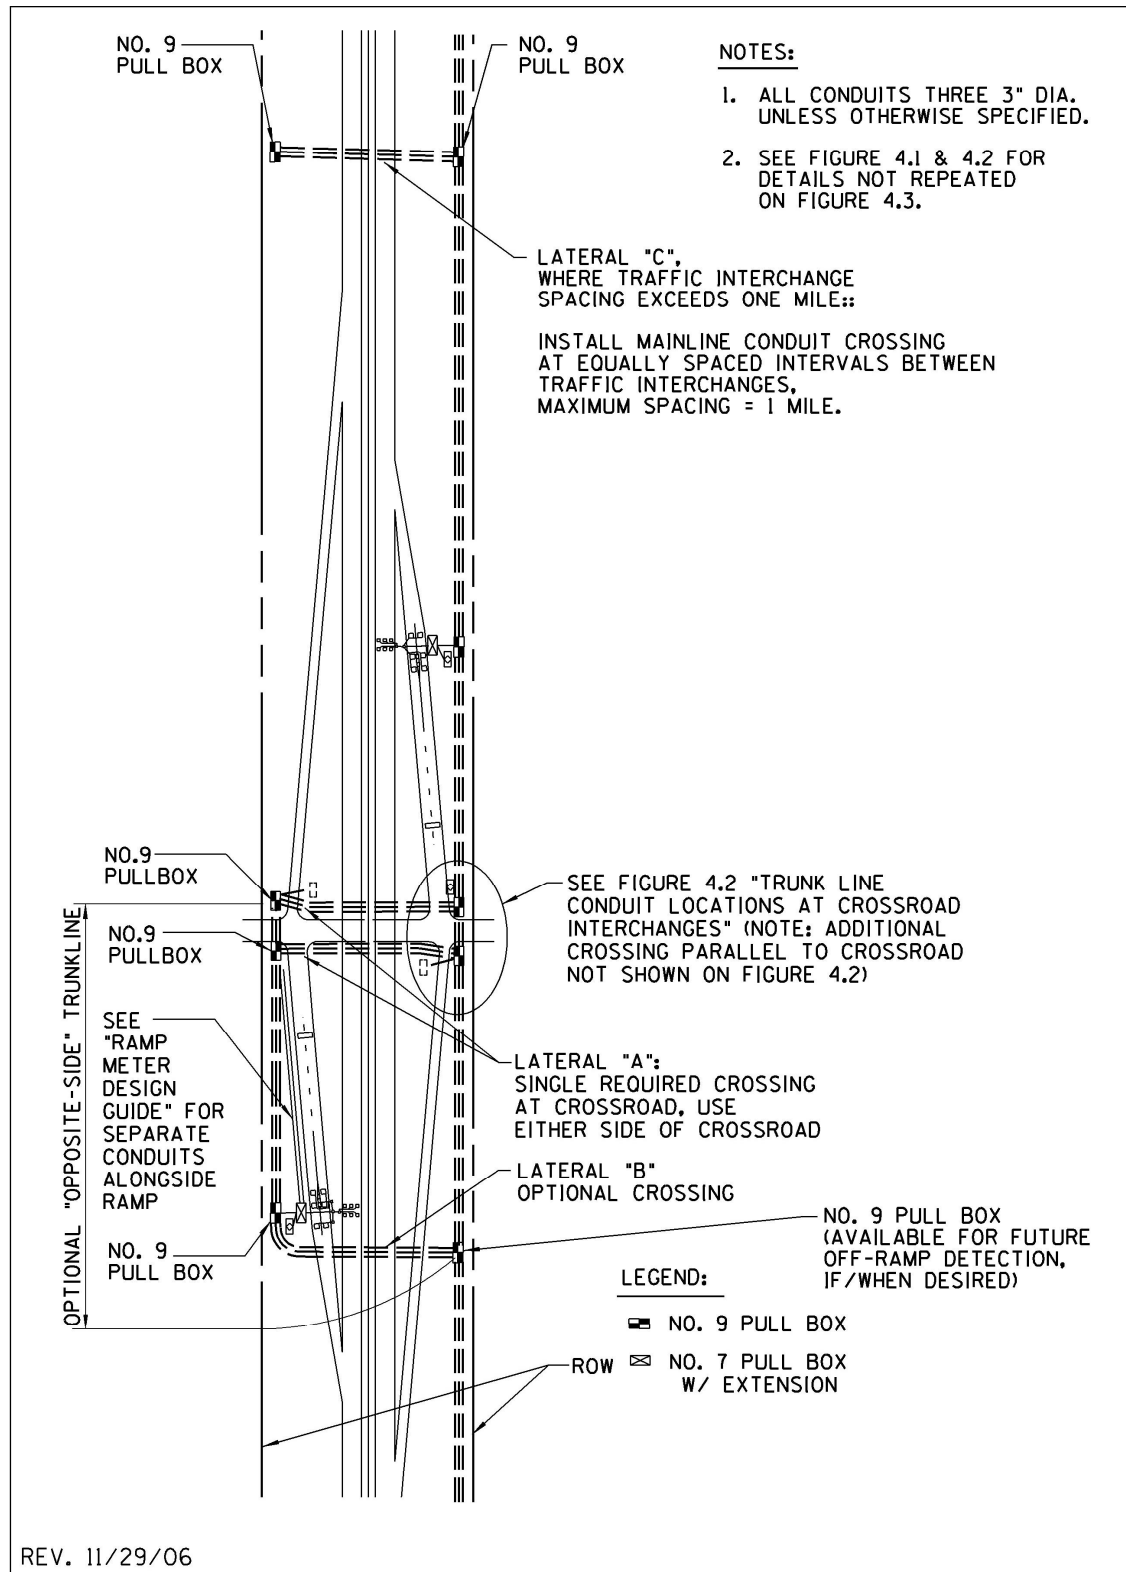 NO. 9
PULL BOX
NO. 9
PULL BOX
NOTES:
1. ALL CONDUITS THREE 3" DIA.
UNLESS OTHERWISE SPECIFIED.
2. SEE FIGURE 4.1 & 4.2 FOR
DETAILS NOT REPEATED
ON FIGURE 4.3.
LATERAL "C",
WHERE TRAFFIC INTERCHANGE
SPACING EXCEEDS ONE MILE::
INSTALL MAINLINE CONDUIT CROSSING
AT EQUALLY SPACED INTERVALS BETWEEN
TRAFFIC INTERCHANGES,
MAXIMUM SPACING = 1 MILE.
NO.9
PULLBOX
NO.9
PULLBOX
SEE FIGURE 4.2 "TRUNK LINE
CONDUIT LOCATIONS AT CROSSROAD
INTERCHANGES" (NOTE: ADDITIONAL
CROSSING PARALLEL TO CROSSROAD
NOT SHOWN ON FIGURE 4.2)
OPTIONAL "OPPOSITE-SIDE" TRUNKLINE
SEE
"RAMP
METER
DESIGN
GUIDE" FOR
SEPARATE
CONDUITS
ALONGSIDE
RAMP
LATERAL "A":
SINGLE REQUIRED CROSSING
AT CROSSROAD, USE
EITHER SIDE OF CROSSROAD
LATERAL "B"
OPTIONAL CROSSING
NO. 9
PULL BOX
NO. 9 PULL BOX
(AVAILABLE FOR FUTURE
OFF-RAMP DETECTION,
IF/WHEN DESIRED)
LEGEND:
NO. 9 PULL BOX
NO. 7 PULL BOX
W/ EXTENSION
ROW
REV. 11/29/06